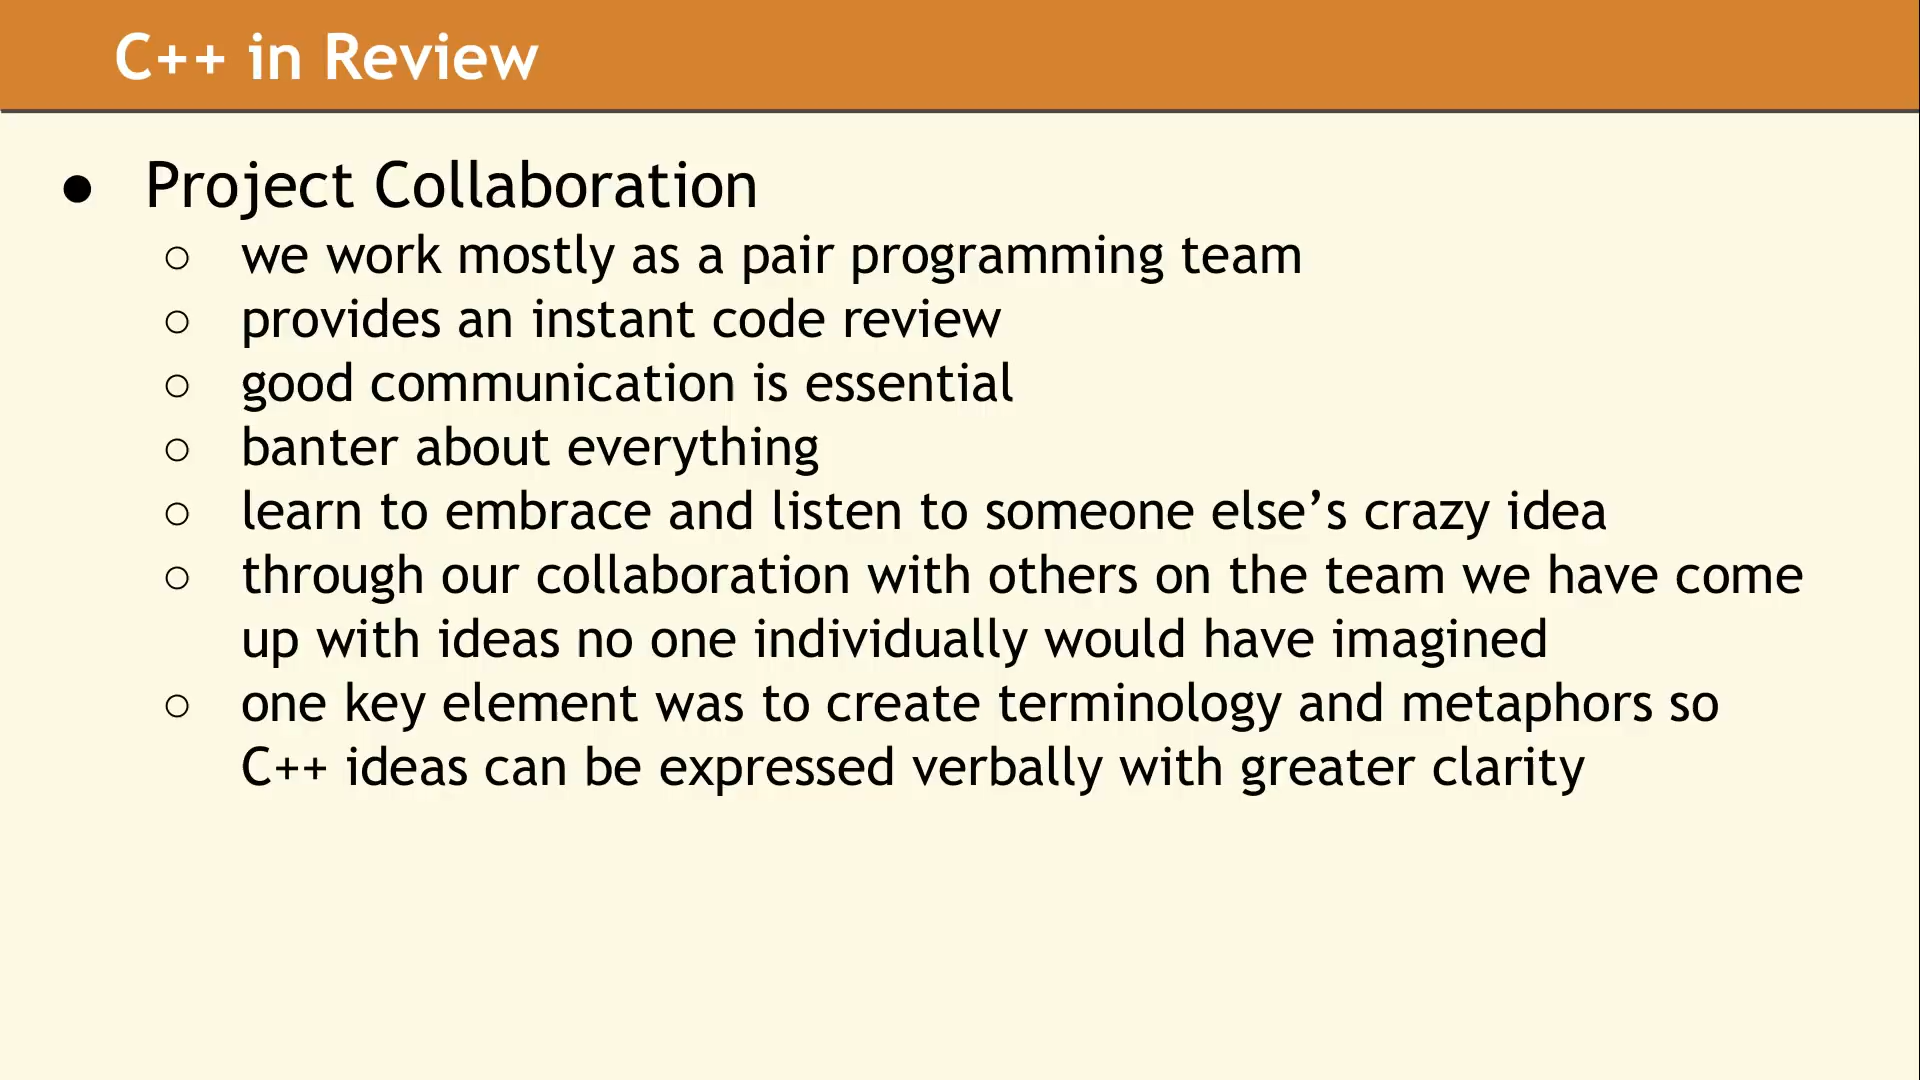 C++ in Review
● Project Collaboration
○ we work mostly as a pair programming team
○ provides an instant code review
○ good communication is essential
○ banter about everything
○ learn to embrace and listen to someone else’s crazy idea
○ through our collaboration with others on the team we have come
up with ideas no one individually would have imagined
○ one key element was to create terminology and metaphors so
C++ ideas can be expressed verbally with greater clarity